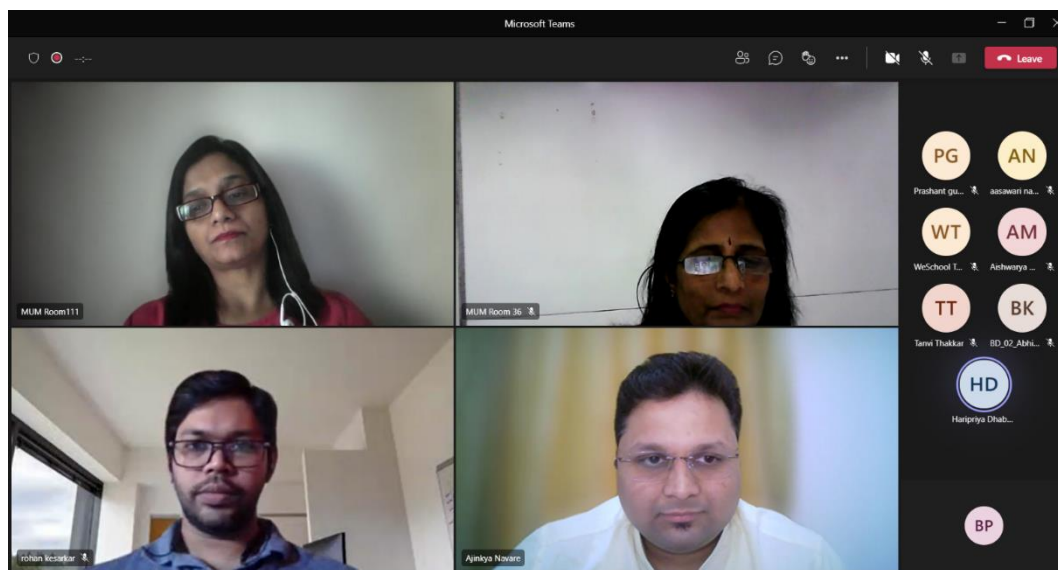 Microsoft Teams
--:--
Leave
MUM Room111
MUM Room 36
rohan kesarkar
Ajinkya Navare
PG
AN
Prashant gu...
aasawari na...
WT
AM
WeSchool T...
Aishwarya ...
TT
BK
Tanvi Thakkar
BD_02_Abhi...
HD
Haripriya Dhab...
BP